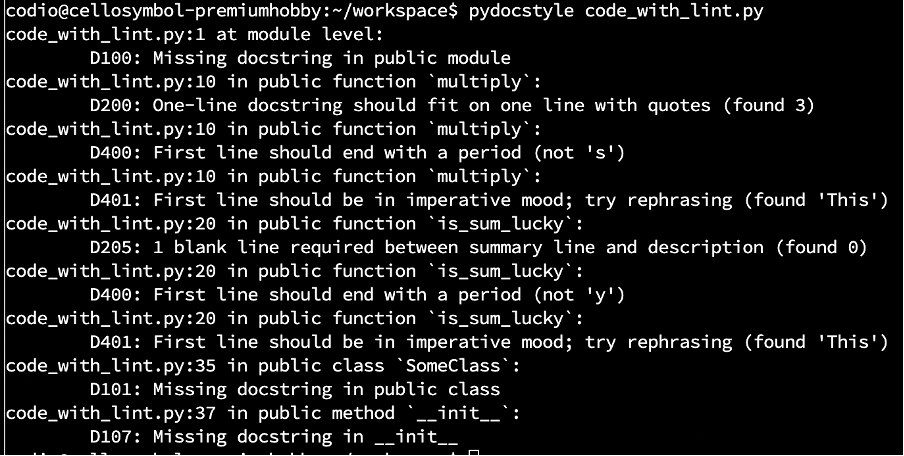 codio@cellosymbol-premiumhobby:~/workspace$ pydocstyle code_with_lint.py
code_with_lint.py:1 at module level:
        D100: Missing docstring in public module
code_with_lint.py:10 in public function `multiply`:
        D200: One-line docstring should fit on one line with quotes (found 3)
code_with_lint.py:10 in public function `multiply`:
        D400: First line should end with a period (not 's')
code_with_lint.py:10 in public function `multiply`:
        D401: First line should be in imperative mood; try rephrasing (found 'This')
code_with_lint.py:20 in public function `is_sum_lucky`:
        D205: 1 blank line required between summary line and description (found 0)
code_with_lint.py:20 in public function `is_sum_lucky`:
        D400: First line should end with a period (not 'y')
code_with_lint.py:20 in public function `is_sum_lucky`:
        D401: First line should be in imperative mood; try rephrasing (found 'This')
code_with_lint.py:35 in public class `SomeClass`:
        D101: Missing docstring in public class
code_with_lint.py:37 in public method `__init__`:
        D107: Missing docstring in __init__